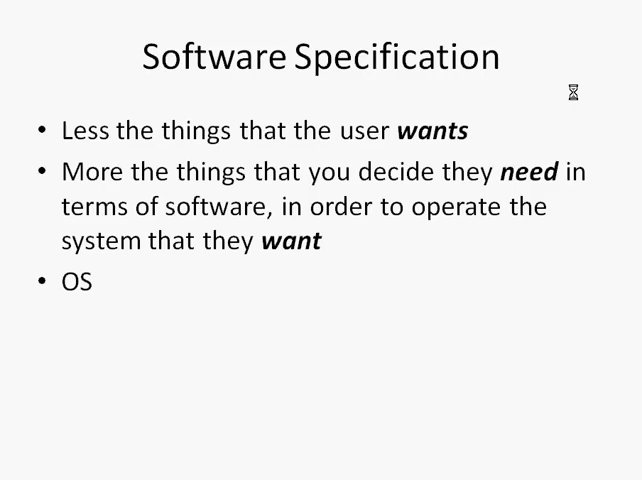 Software Specification
• Less the things that the user wants
• More the things that you decide they need in
terms of software, in order to operate the
system that they want
• OS